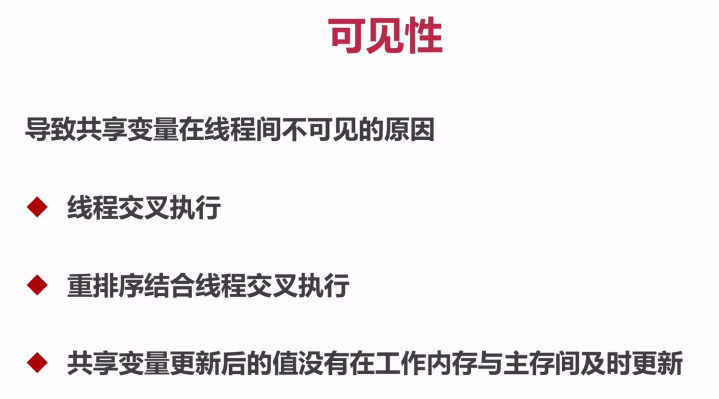 可见性
导致共享变量在线程间不可见的原因
线程交叉执行
重排序结合线程交叉执行
共享变量更新后的值没有在工作内存与主存间及时更新